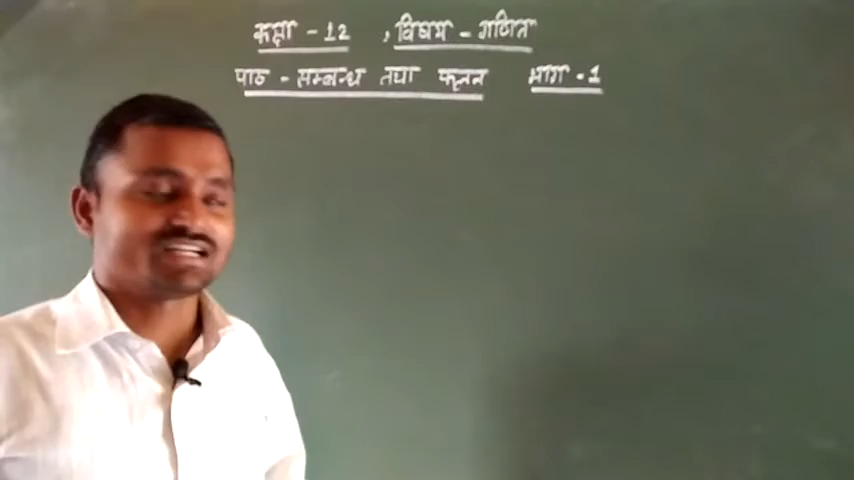 कक्षा - 12 , विषय - गणित
पाठ - सम्बन्ध तथा फलन भाग - 1